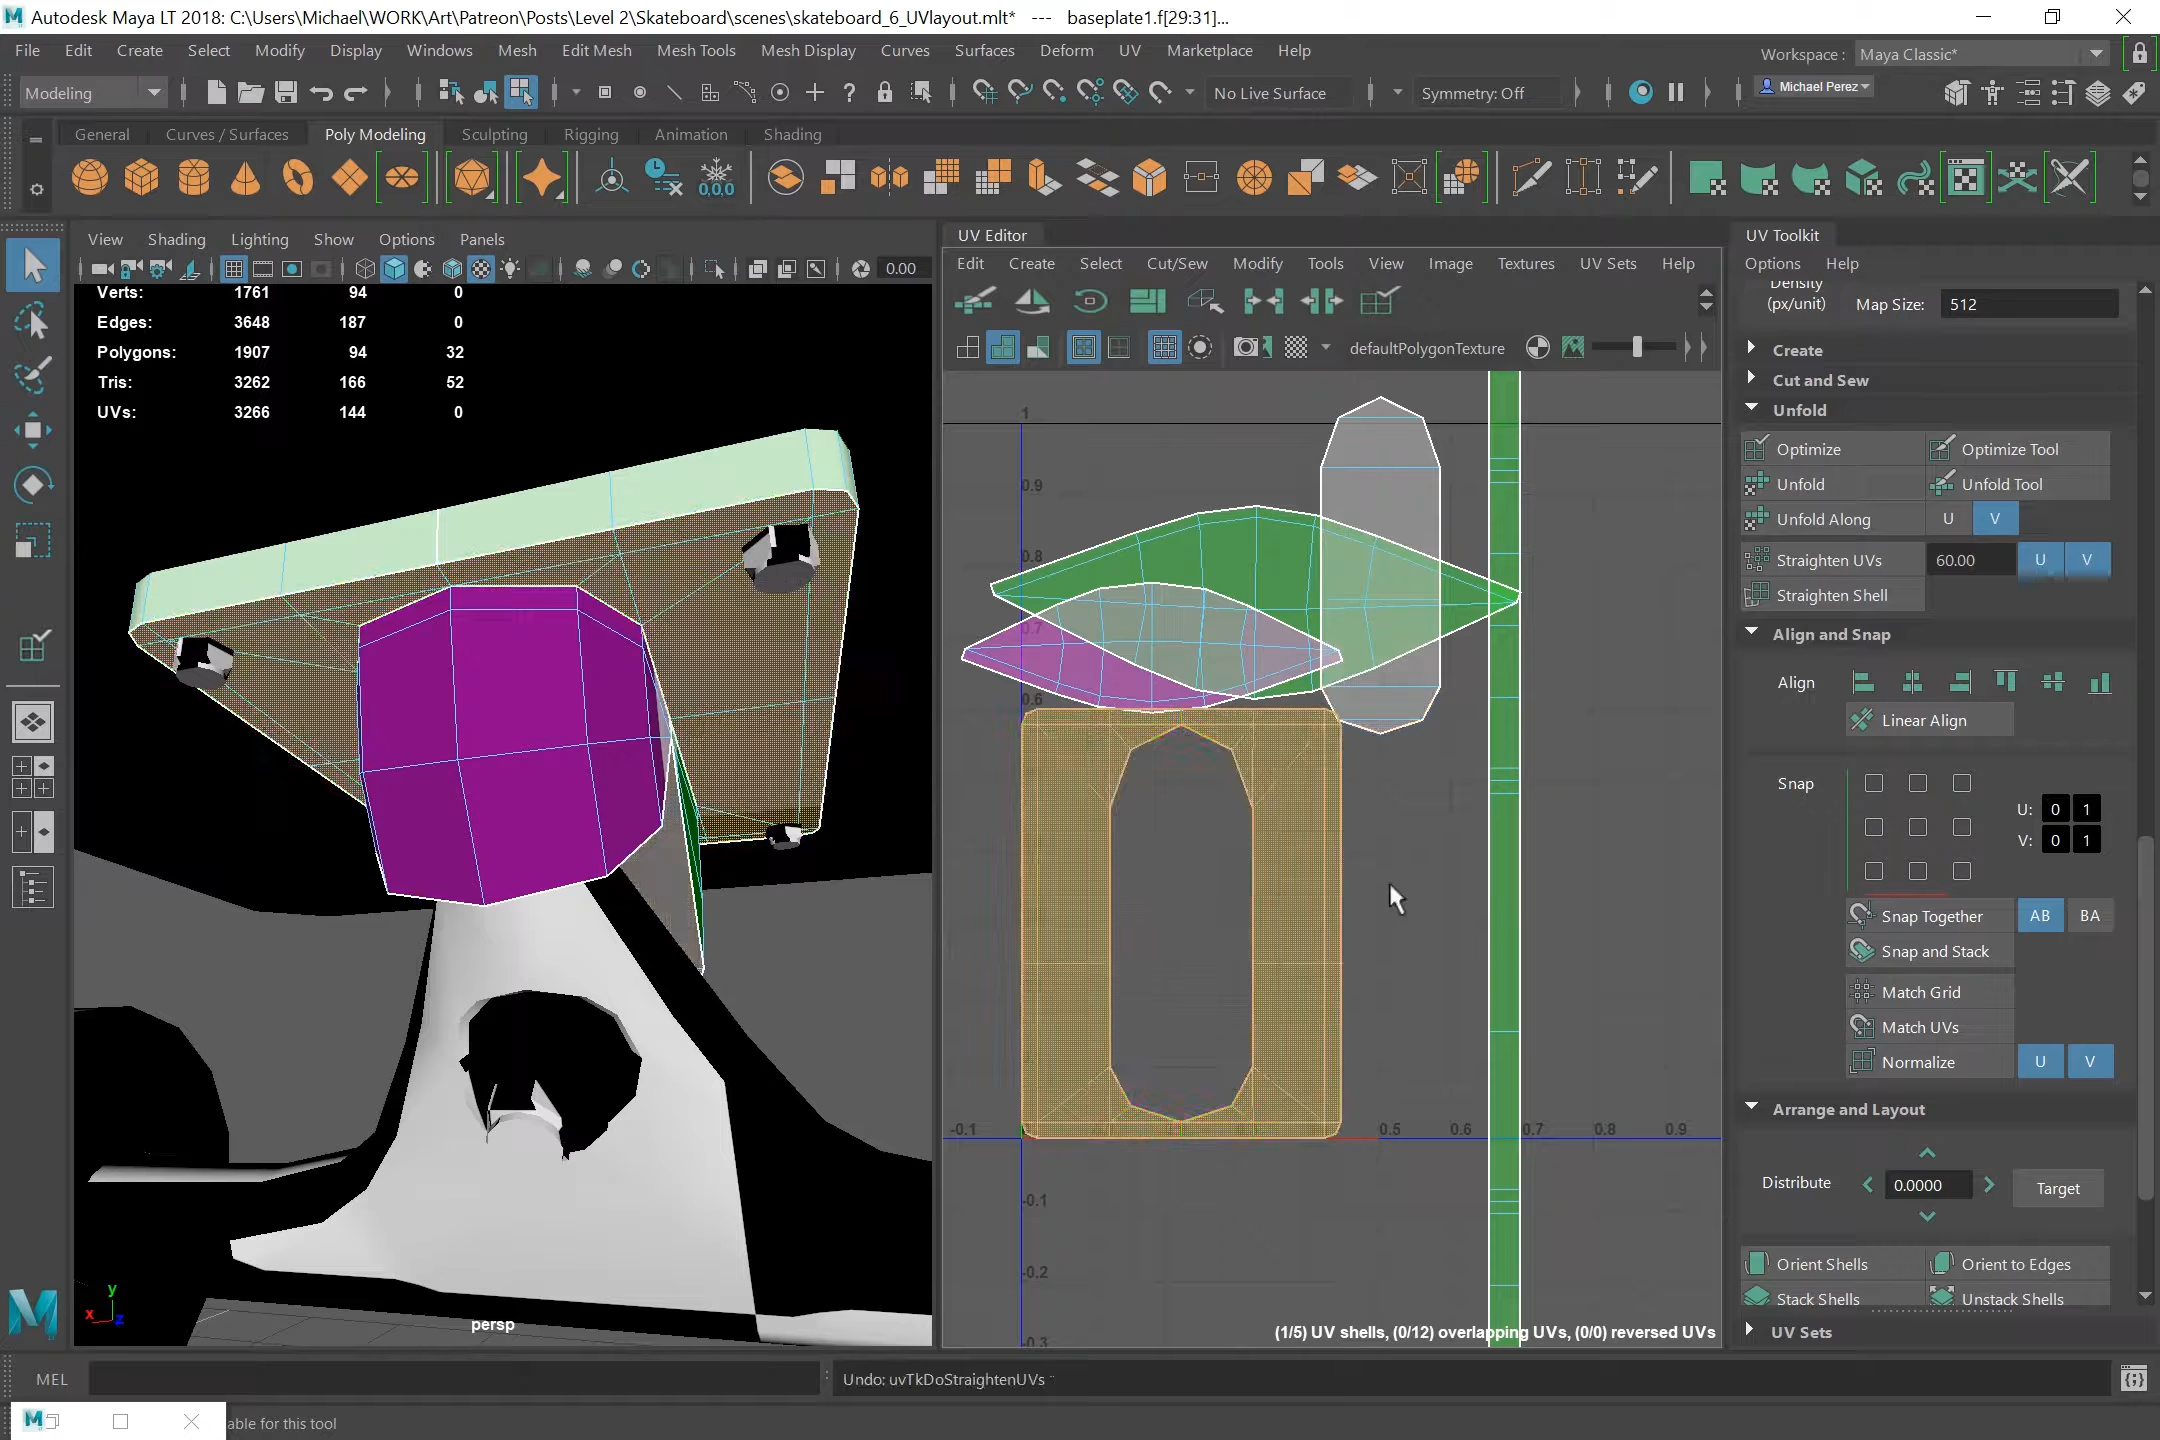 Autodesk Maya LT 2018: C:\Users\Michael\WORK\Art\Patreon\Posts\Level 2\Skateboard\scenes\skateboard_6_UVlayout.mlt*   ---   baseplate1.f[29:31]...
File Edit Create Select Modify Display Windows Mesh Edit Mesh Mesh Tools Mesh Display Curves Surfaces Deform UV Marketplace Help
Workspace : Maya Classic*
Modeling No Live Surface Symmetry: Off Michael Perez
General Curves / Surfaces Poly Modeling Sculpting Rigging Animation Shading
0,0,0
View Shading Lighting Show Options Panels
0.00
Verts: 1761 94 0
Edges: 3648 187 0
Polygons: 1907 94 32
Tris: 3262 166 52
UVs: 3266 144 0
persp
y
x z
UV Editor
Edit Create Select Cut/Sew Modify Tools View Image Textures UV Sets Help
defaultPolygonTexture
1
0.9
0.8
0.7
0.6
-0.1 0.5 0.6 0.7 0.8 0.9
-0.1
-0.2
-0.3
(1/5) UV shells, (0/12) overlapping UVs, (0/0) reversed UVs
UV Toolkit
Options Help
Density
(px/unit) Map Size: 512
Create
Cut and Sew
Unfold
Optimize Optimize Tool
Unfold Unfold Tool
Unfold Along U V
Straighten UVs 60.00 U V
Straighten Shell
Align and Snap
Align
Linear Align
Snap
U: 0 1
V: 0 1
Snap Together AB BA
Snap and Stack
Match Grid
Match UVs
Normalize U V
Arrange and Layout
Distribute 0.0000 Target
Orient Shells Orient to Edges
Stack Shells Unstack Shells
UV Sets
MEL Undo: uvTkDoStraightenUVs
able for this tool